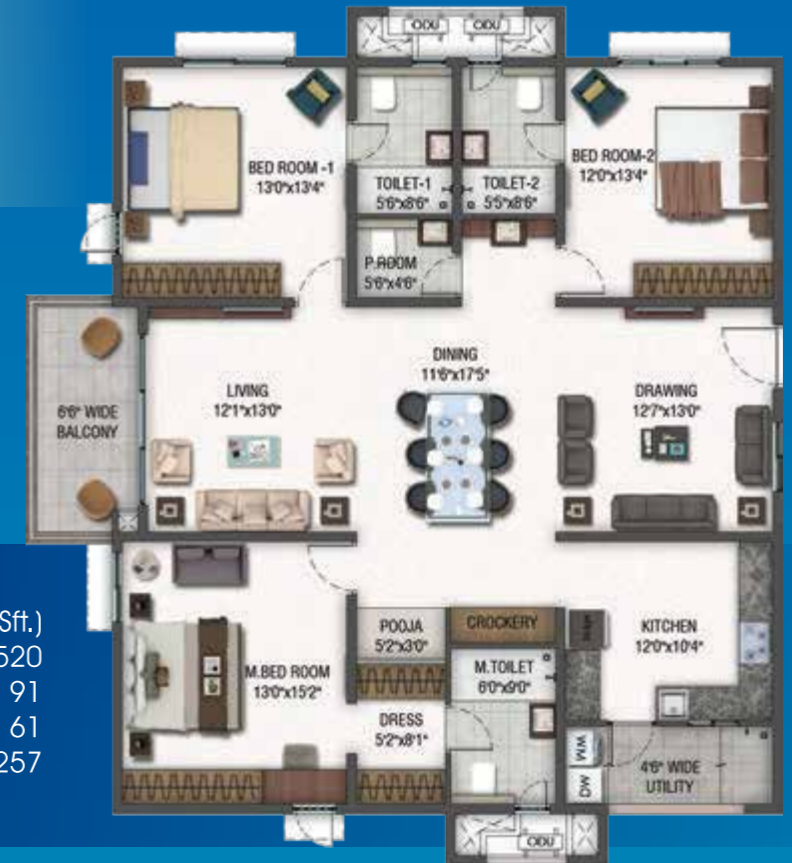 ODU ODU
BED ROOM -1
13'0"x13'4"
TOILET-1
5'6"x8'6"
TOILET-2
5'5"x8'6"
BED ROOM-2
12'0"x13'4"
P.ROOM
5'6"x4'6"
DINING
11'6"x17'5"
6'6" WIDE
BALCONY
LIVING
12'1"x13'0"
DRAWING
12'7"x13'0"
Sft.)
520
91
61
257
M.BED ROOM
13'0"x15'2"
POOJA
5'2"x3'0"
CROCKERY
DRESS
5'2"x8'1"
M.TOILET
6'0"x9'0"
KITCHEN
12'0"x10'4"
WM
4'6" WIDE
UTILITY
ODU